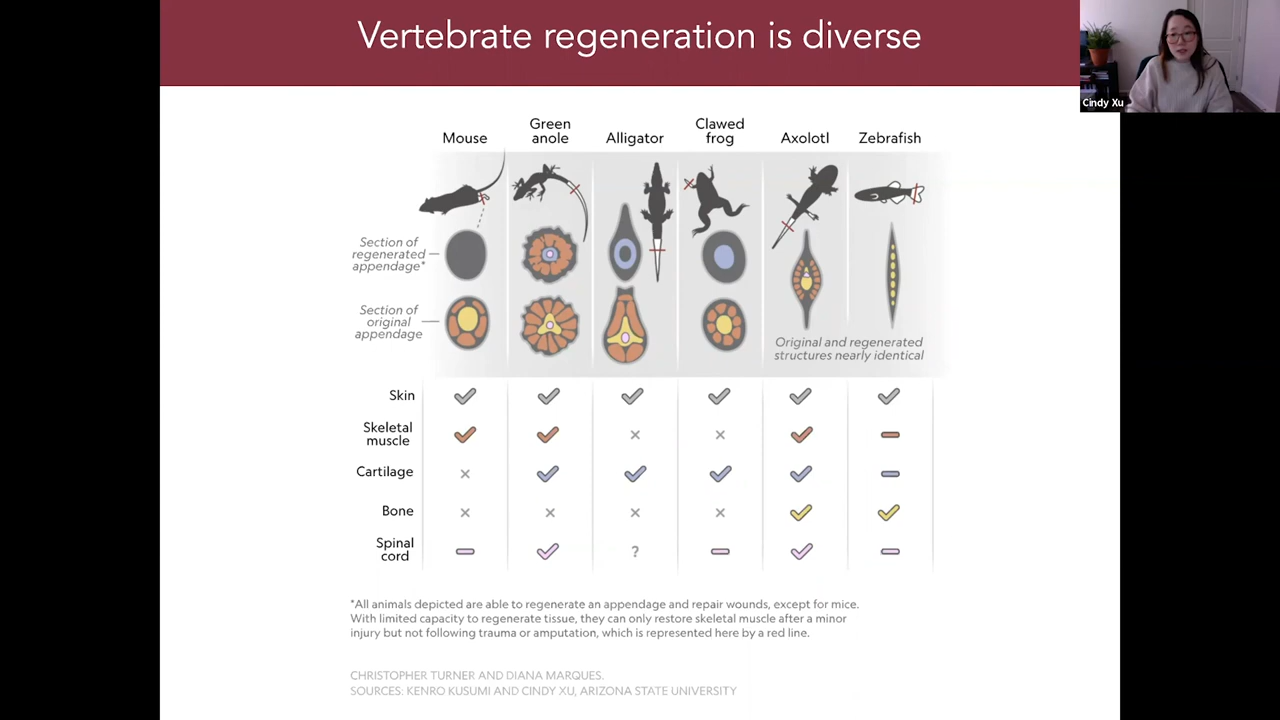 Vertebrate regeneration is diverse
Cindy Xu
Mouse
Green
anole
Alligator
Clawed
frog
Axolotl
Zebrafish
Section of
regenerated
appendage*
Section of
original
appendage
Original and regenerated
structures nearly identical
Skin
Skeletal
muscle
Cartilage
Bone
Spinal
cord
?
*All animals depicted are able to regenerate an appendage and repair wounds, except for mice.
With limited capacity to regenerate tissue, they can only restore skeletal muscle after a minor
injury but not following trauma or amputation, which is represented here by a red line.
CHRISTOPHER TURNER AND DIANA MARQUES.
SOURCES: KENRO KUSUMI AND CINDY XU, ARIZONA STATE UNIVERSITY